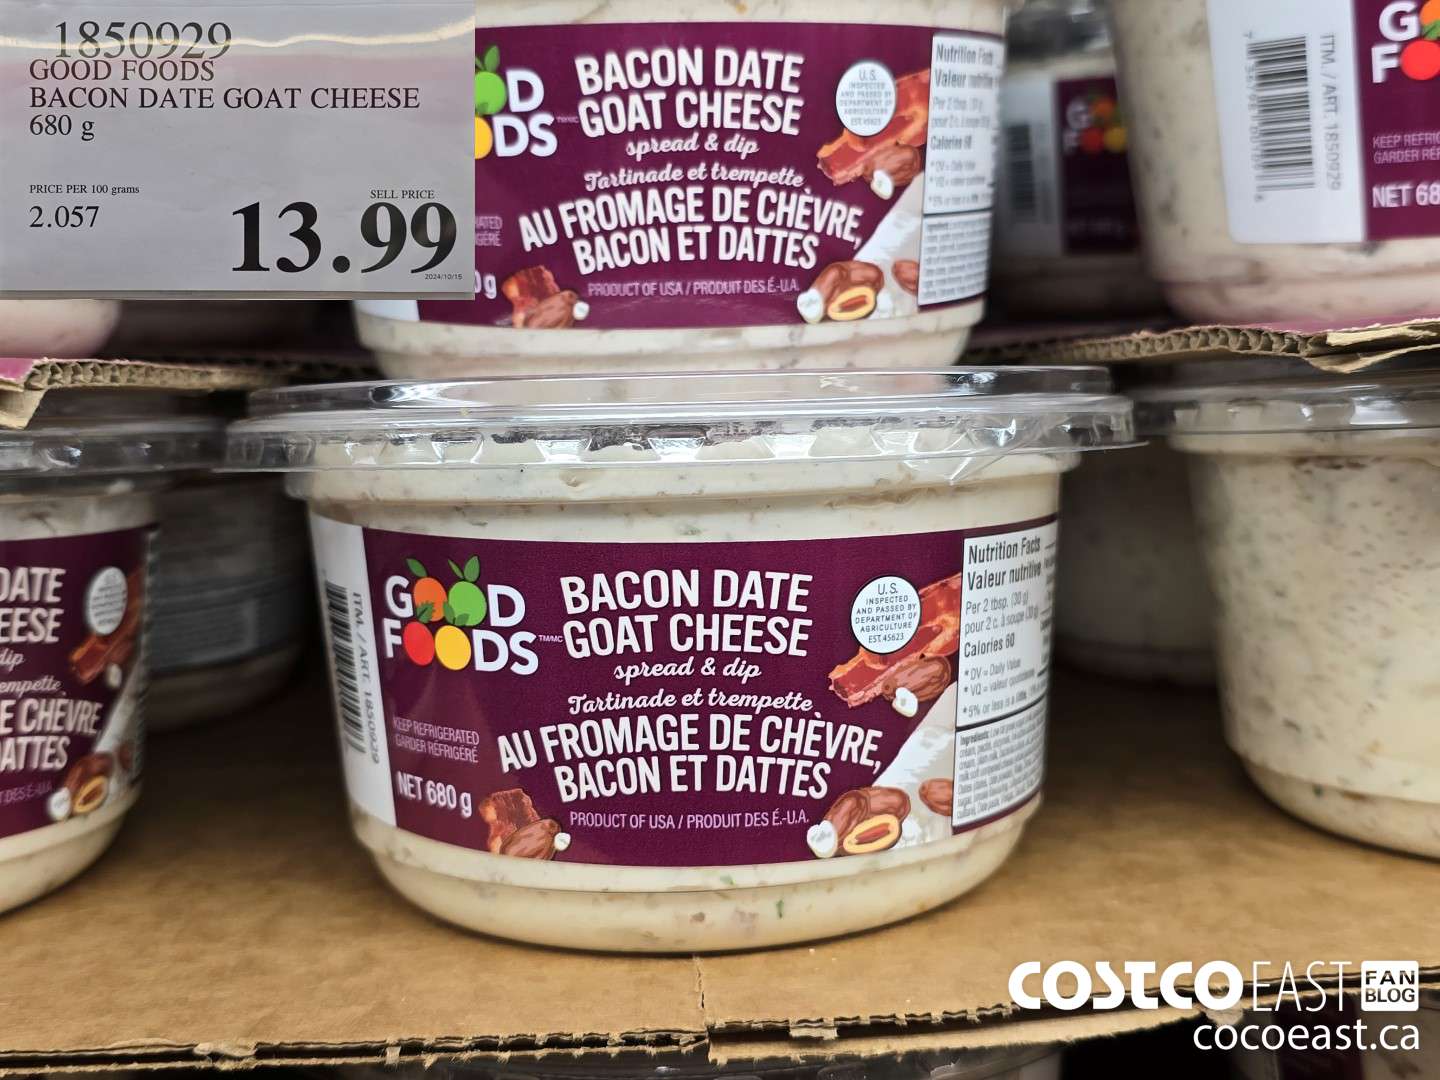 1850929
GOOD FOODS
BACON DATE GOAT CHEESE
680 g
PRICE PER 100 grams
2.057
SELL PRICE
13.99
2024/10/15
BACON DATE
GOAT CHEESE
spread & dip
Tartinade et trempette
AU FROMAGE DE CHÈVRE,
BACON ET DATTES
PRODUCT OF USA / PRODUIT DES É.-U.A.
U.S.
INSPECTED
AND PASSED BY
DEPARTMENT OF
AGRICULTURE
EST. 45623
Nutrition Facts
Calories 60
ITM. / ART. 1850929
NET 68
GOOD
FOODS
TM/MC
KEEP REFRIGERATED
GARDER RÉFRIGÉRÉ
NET 680 g
ITM. / ART. 1850929
BACON DATE
GOAT CHEESE
spread & dip
Tartinade et trempette
AU FROMAGE DE CHÈVRE,
BACON ET DATTES
PRODUCT OF USA / PRODUIT DES É.-U.A.
U.S.
INSPECTED
AND PASSED BY
DEPARTMENT OF
AGRICULTURE
EST. 45623
Nutrition Facts
Valeur nutritive
Per 2 tbsp. (30 g)
pour 2 c. à soupe (30 g)
Calories 60
* DV = Daily Value
* VQ = valeur quotidienne
DATE
EESE
dip
empette
E CHÈVRE,
DATTES
COSTCO EAST FAN BLOG
cocoeast.ca